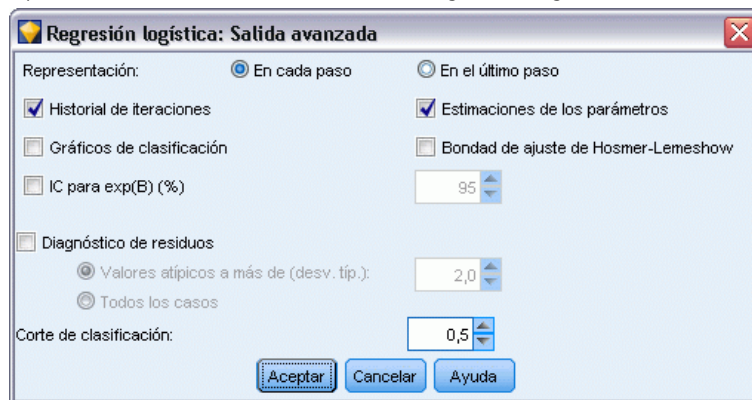 Regresión logística: Salida avanzada
Representación: En cada paso En el último paso
Historial de iteraciones Estimaciones de los parámetros
Gráficos de clasificación Bondad de ajuste de Hosmer-Lemeshow
IC para exp(B) (%) 95
Diagnóstico de residuos
Valores atípicos a más de (desv. típ.): 2,0
Todos los casos
Corte de clasificación: 0,5
Aceptar Cancelar Ayuda